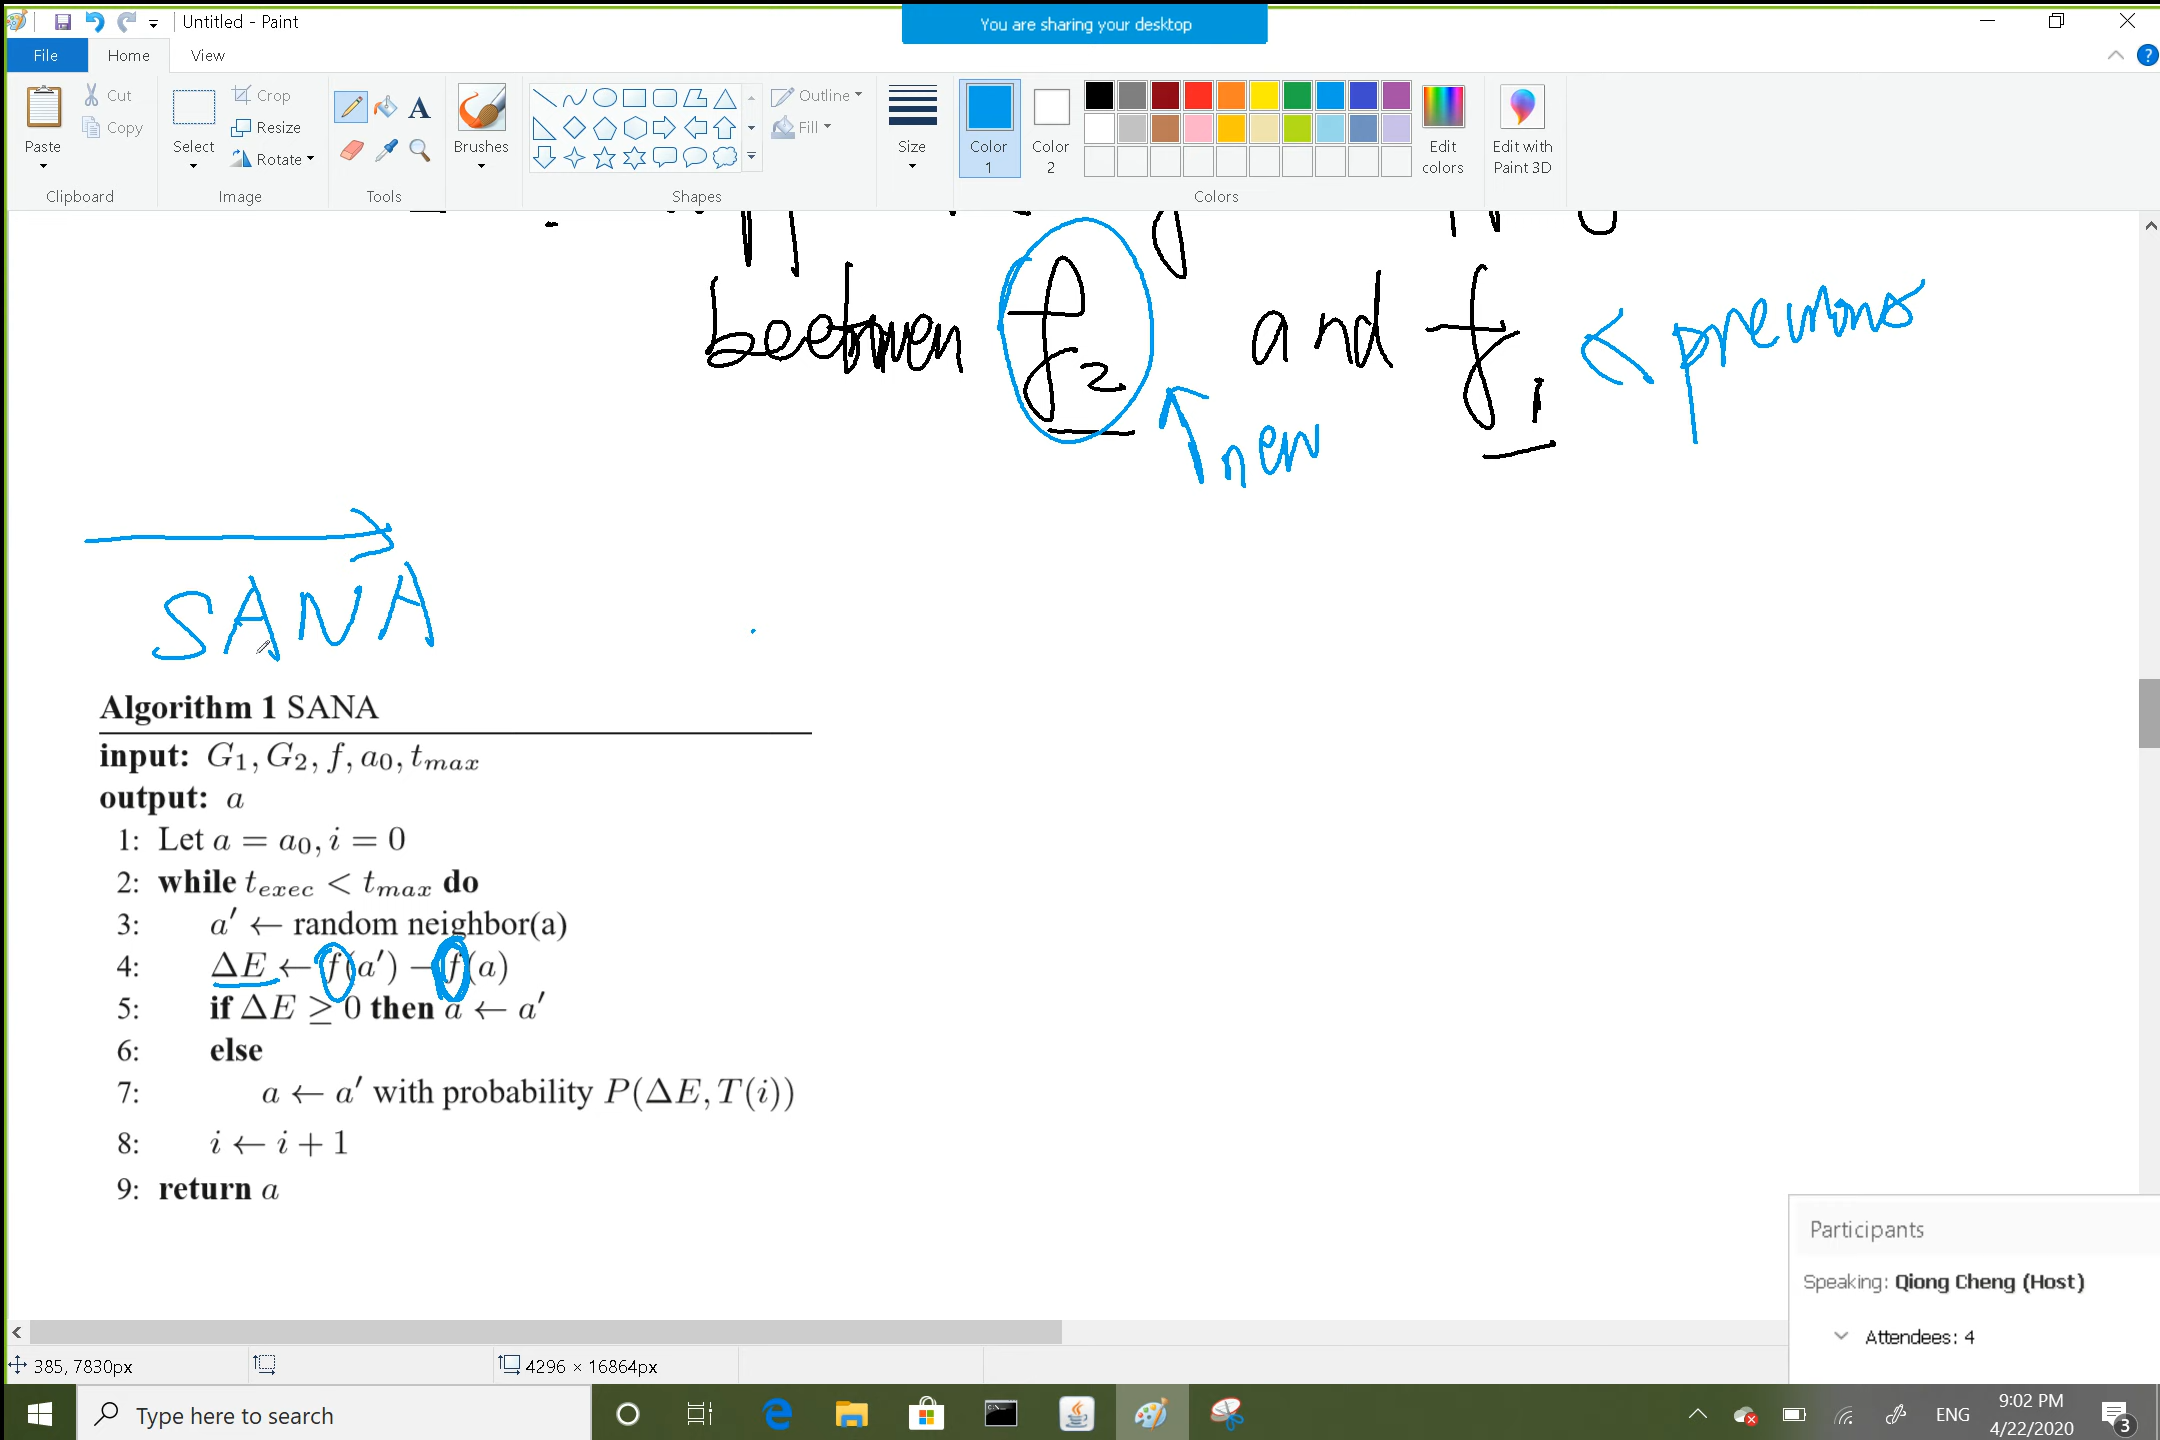 Untitled - Paint
You are sharing your desktop
File Home View
Paste
Cut
Copy
Clipboard
Select
Crop
Resize
Rotate
Image
A
Tools
Brushes
Outline
Fill
Shapes
Size
Color 1
Color 2
Colors
Edit colors
Edit with Paint 3D
beetween f2 and f1 < previous
new
SANA
Algorithm 1 SANA
input: G₁, G₂, f, a₀, t_max
output: a
1: Let a = a₀, i = 0
2: while t_exec < t_max do
3: a′ ← random neighbor(a)
4: ΔE ← f(a′) − f(a)
5: if ΔE ≥ 0 then a ← a′
6: else
7: a ← a′ with probability P(ΔE, T(i))
8: i ← i + 1
9: return a
Participants
Speaking: Qiong Cheng (Host)
Attendees: 4
385, 7830px
4296 × 16864px
Type here to search
ENG
9:02 PM
4/22/2020
3